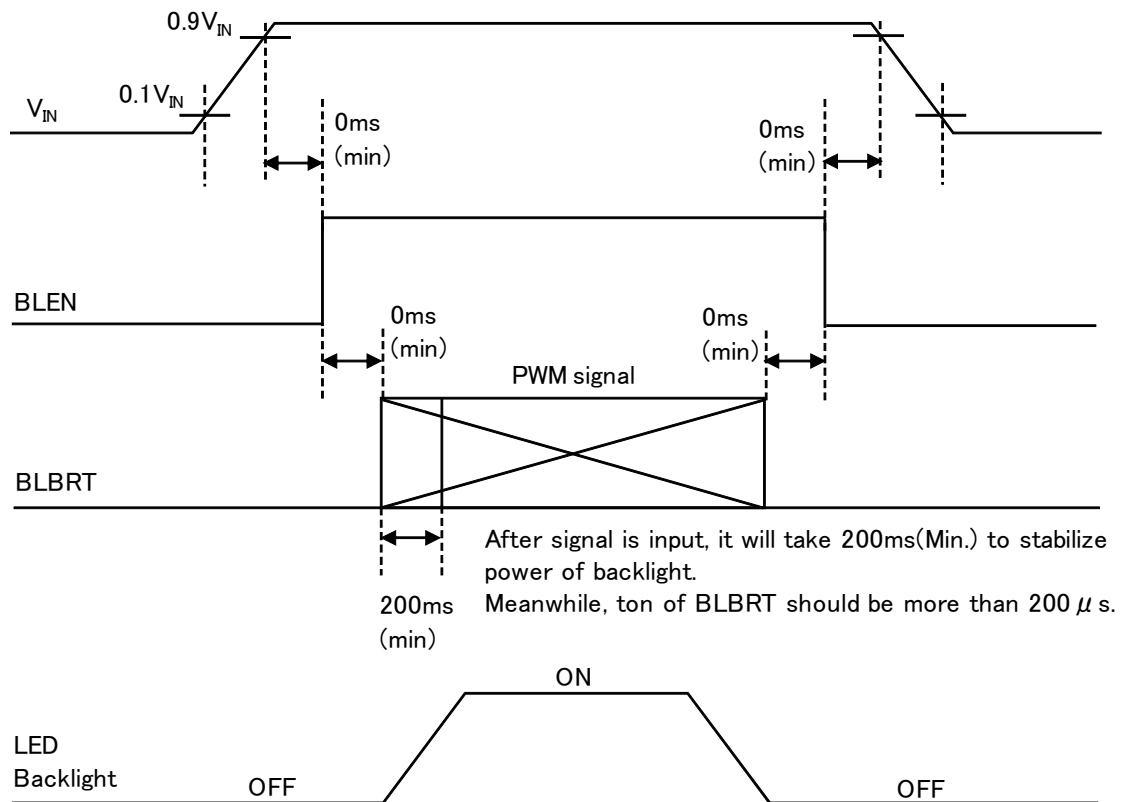 0.9VIN
0.1VIN
VIN
0ms
(min)
0ms
(min)
BLEN
0ms
(min)
0ms
(min)
PWM signal
BLBRT
After signal is input, it will take 200ms(Min.) to stabilize
power of backlight.
200ms
(min)
Meanwhile, ton of BLBRT should be more than 200 μ s.
ON
LED
Backlight
OFF
OFF